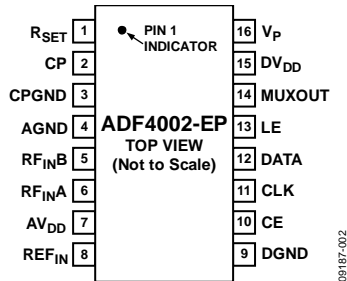 RSET 1
CP 2
CPGND 3
AGND 4
RFINB 5
RFINA 6
AVDD 7
REFIN 8
PIN 1
INDICATOR
ADF4002-EP
TOP VIEW
(Not to Scale)
16 VP
15 DVDD
14 MUXOUT
13 LE
12 DATA
11 CLK
10 CE
9 DGND
09187-002